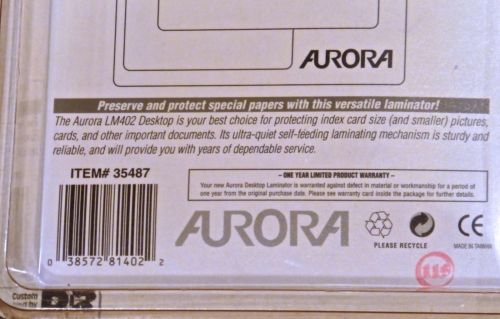 AURORA
Preserve and protect special papers with this versatile laminator!
The Aurora LM402 Desktop is your best choice for protecting index card size (and smaller) pictures,
cards, and other important documents. Its ultra-quiet self-feeding laminating mechanism is sturdy and
reliable, and will provide you with years of dependable service.
ITEM# 35487
– ONE YEAR LIMITED PRODUCT WARRANTY –
Your new Aurora Desktop Laminator is warranted against defect in material or workmanship for a period of
one year from the original purchase date. Please see warranty card inside the package for further details.
AURORA
PLEASE RECYCLE
CE
MADE IN TAIWAN
0 38572 81402 2
Custom